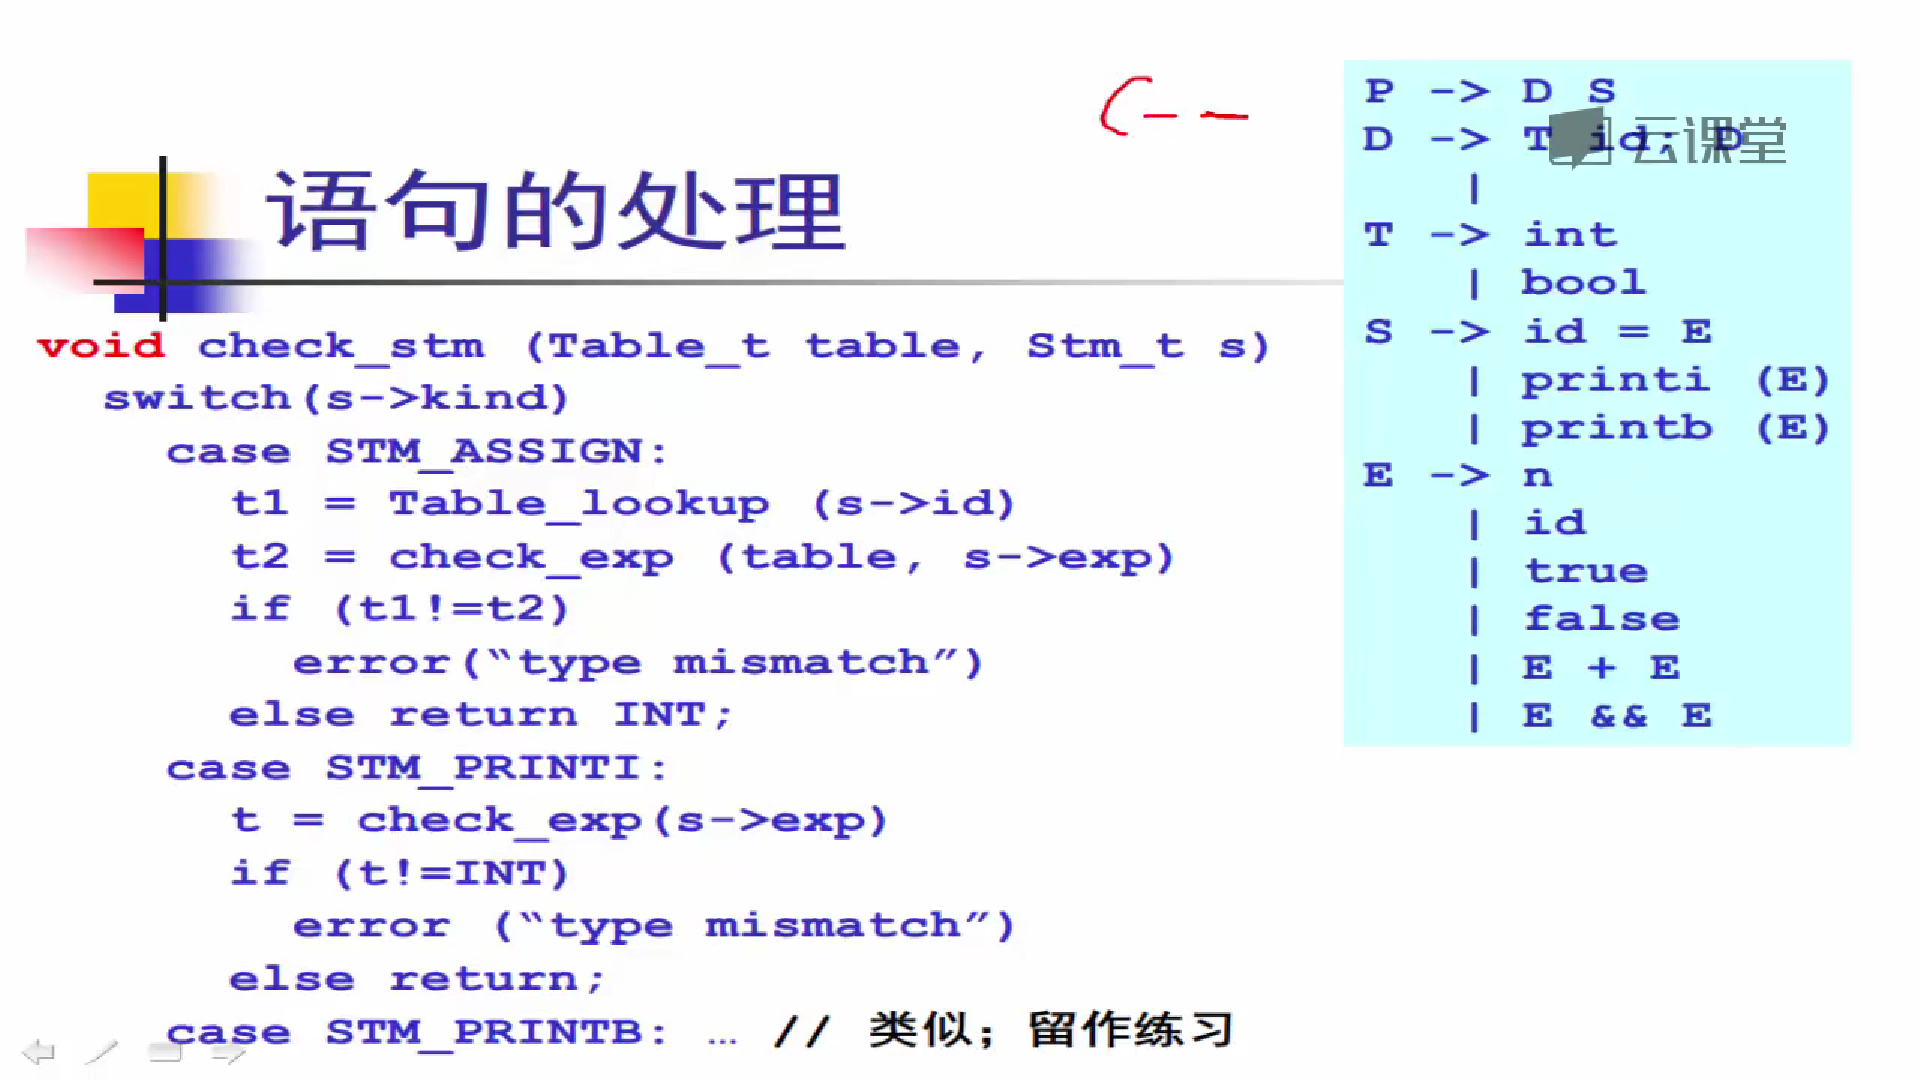 C--
语句的处理
void check_stm (Table_t table, Stm_t s)
switch(s->kind)
case STM_ASSIGN:
t1 = Table_lookup (s->id)
t2 = check_exp (table, s->exp)
if (t1!=t2)
error(“type mismatch”)
else return INT;
case STM_PRINTI:
t = check_exp(s->exp)
if (t!=INT)
error (“type mismatch”)
else return;
case STM_PRINTB: … // 类似; 留作练习
P -> D S
D -> T id; D
|
T -> int
| bool
S -> id = E
| printi (E)
| printb (E)
E -> n
| id
| true
| false
| E + E
| E && E
云课堂